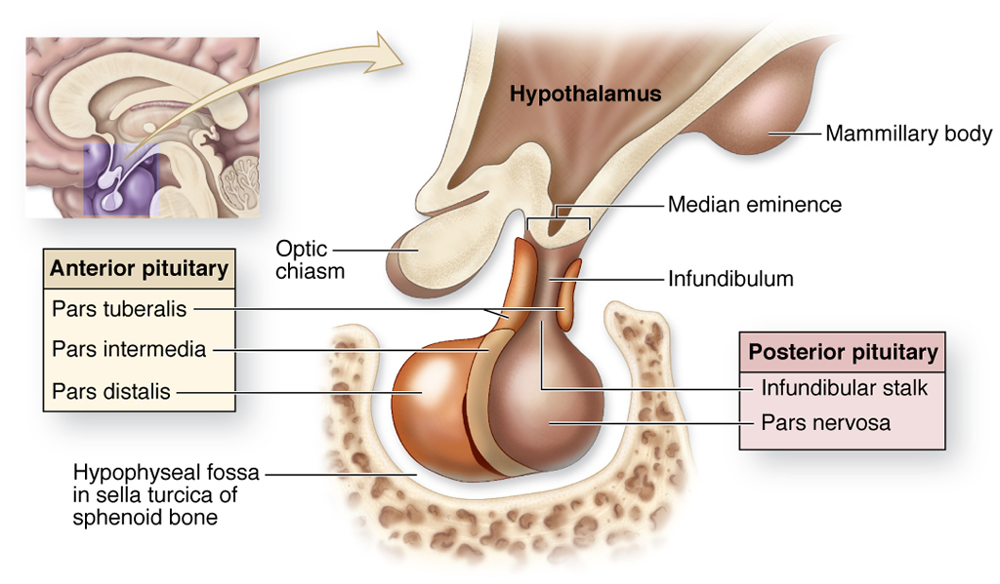 Hypothalamus
Mammillary body
Median eminence
Optic
chiasm
Infundibulum
Anterior pituitary
Pars tuberalis
Pars intermedia
Pars distalis
Posterior pituitary
Infundibular stalk
Pars nervosa
Hypophyseal fossa
in sella turcica of
sphenoid bone